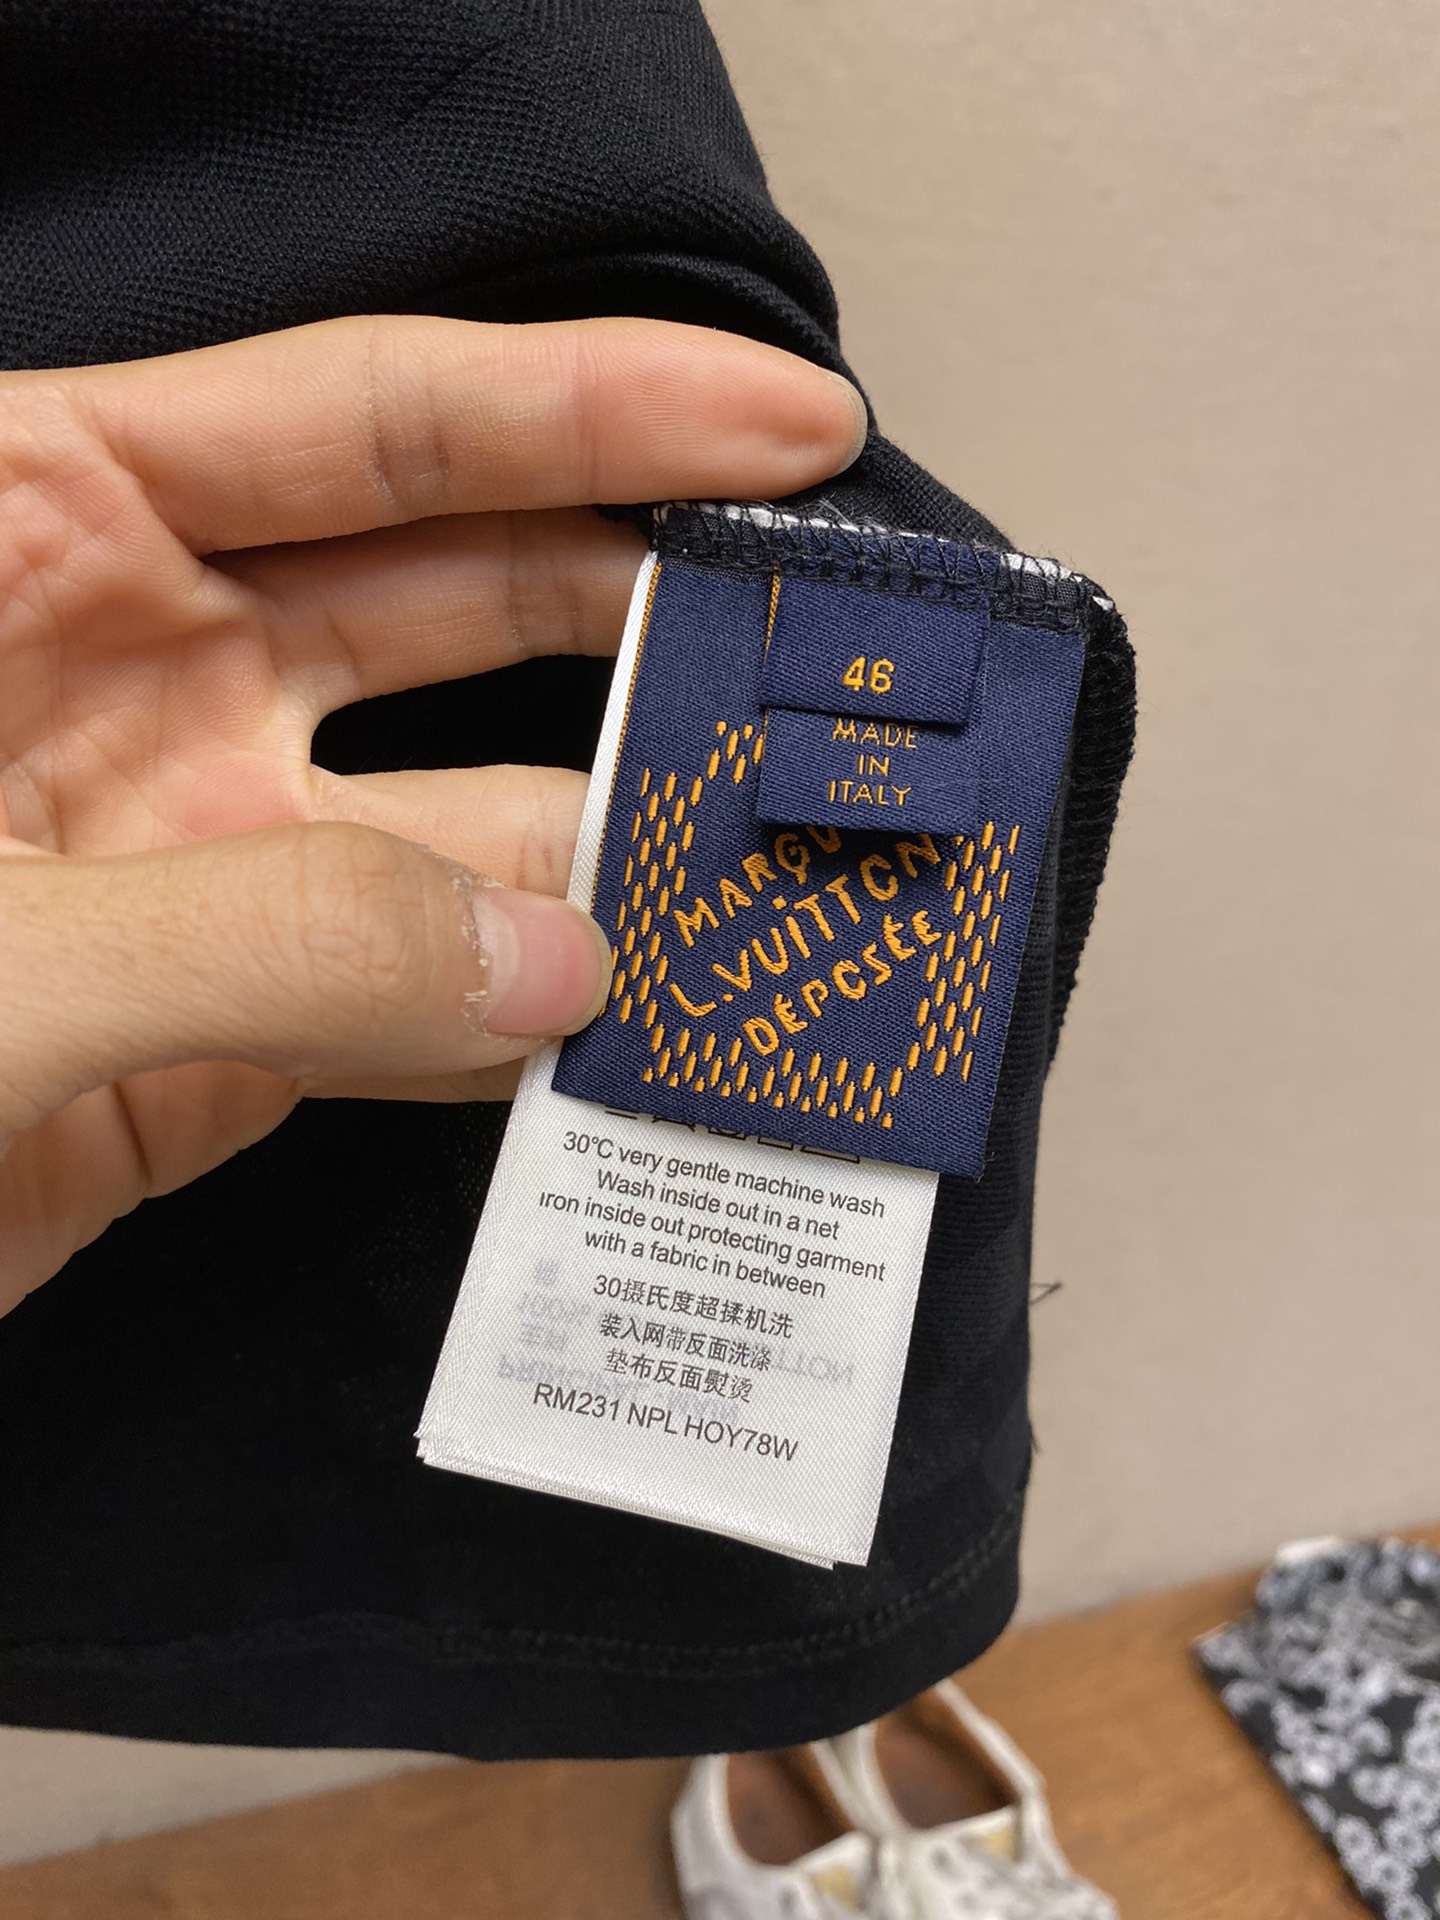 46
MADE
IN
ITALY
L.VUITTON
DÉPOSÉE
30℃ very gentle machine wash
Wash inside out in a net
Iron inside out protecting garment
with a fabric in between
30摄氏度超揉机洗
装入网带反面洗涤
垫布反面熨烫
RM231 NPL HOY78W